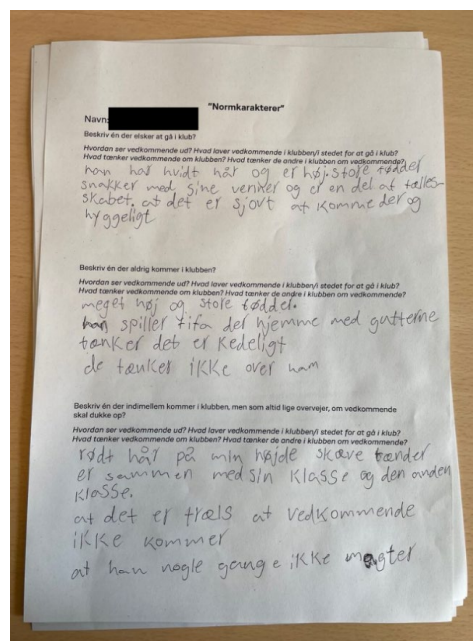 "Normkarakterer"
Navn:
Beskriv én der elsker at gå i klub?
Hvordan ser vedkommende ud? Hvad laver vedkommende i klubben/i stedet for at gå i klub?
Hvad tænker vedkommende om klubben? Hvad tænker de andre i klubben om vedkommende?
han har hvidt hår og er høj. store fødder
snakker med sine venner og er en del af fælles-
skabet. at det er sjovt at komme der og
hyggeligt
Beskriv én der aldrig kommer i klubben?
Hvordan ser vedkommende ud? Hvad laver vedkommende i klubben/i stedet for at gå i klub?
Hvad tænker vedkommende om klubben? Hvad tænker de andre i klubben om vedkommende?
meget høj og store fødder.
han spiller fifa der hjemme med gutterne
tænker det er kedeligt
de tænker ikke over ham
Beskriv én der indimellem kommer i klubben, men som altid lige overvejer, om vedkommende
skal dukke op?
Hvordan ser vedkommende ud? Hvad laver vedkommende i klubben/i stedet for at gå i klub?
Hvad tænker vedkommende om klubben? Hvad tænker de andre i klubben om vedkommende?
rødt hår på min højde skæve tænder
er sammen med sin klasse og den anden
klasse.
at det er træls at vedkommende
ikke kommer
at han nogle gange ikke magter